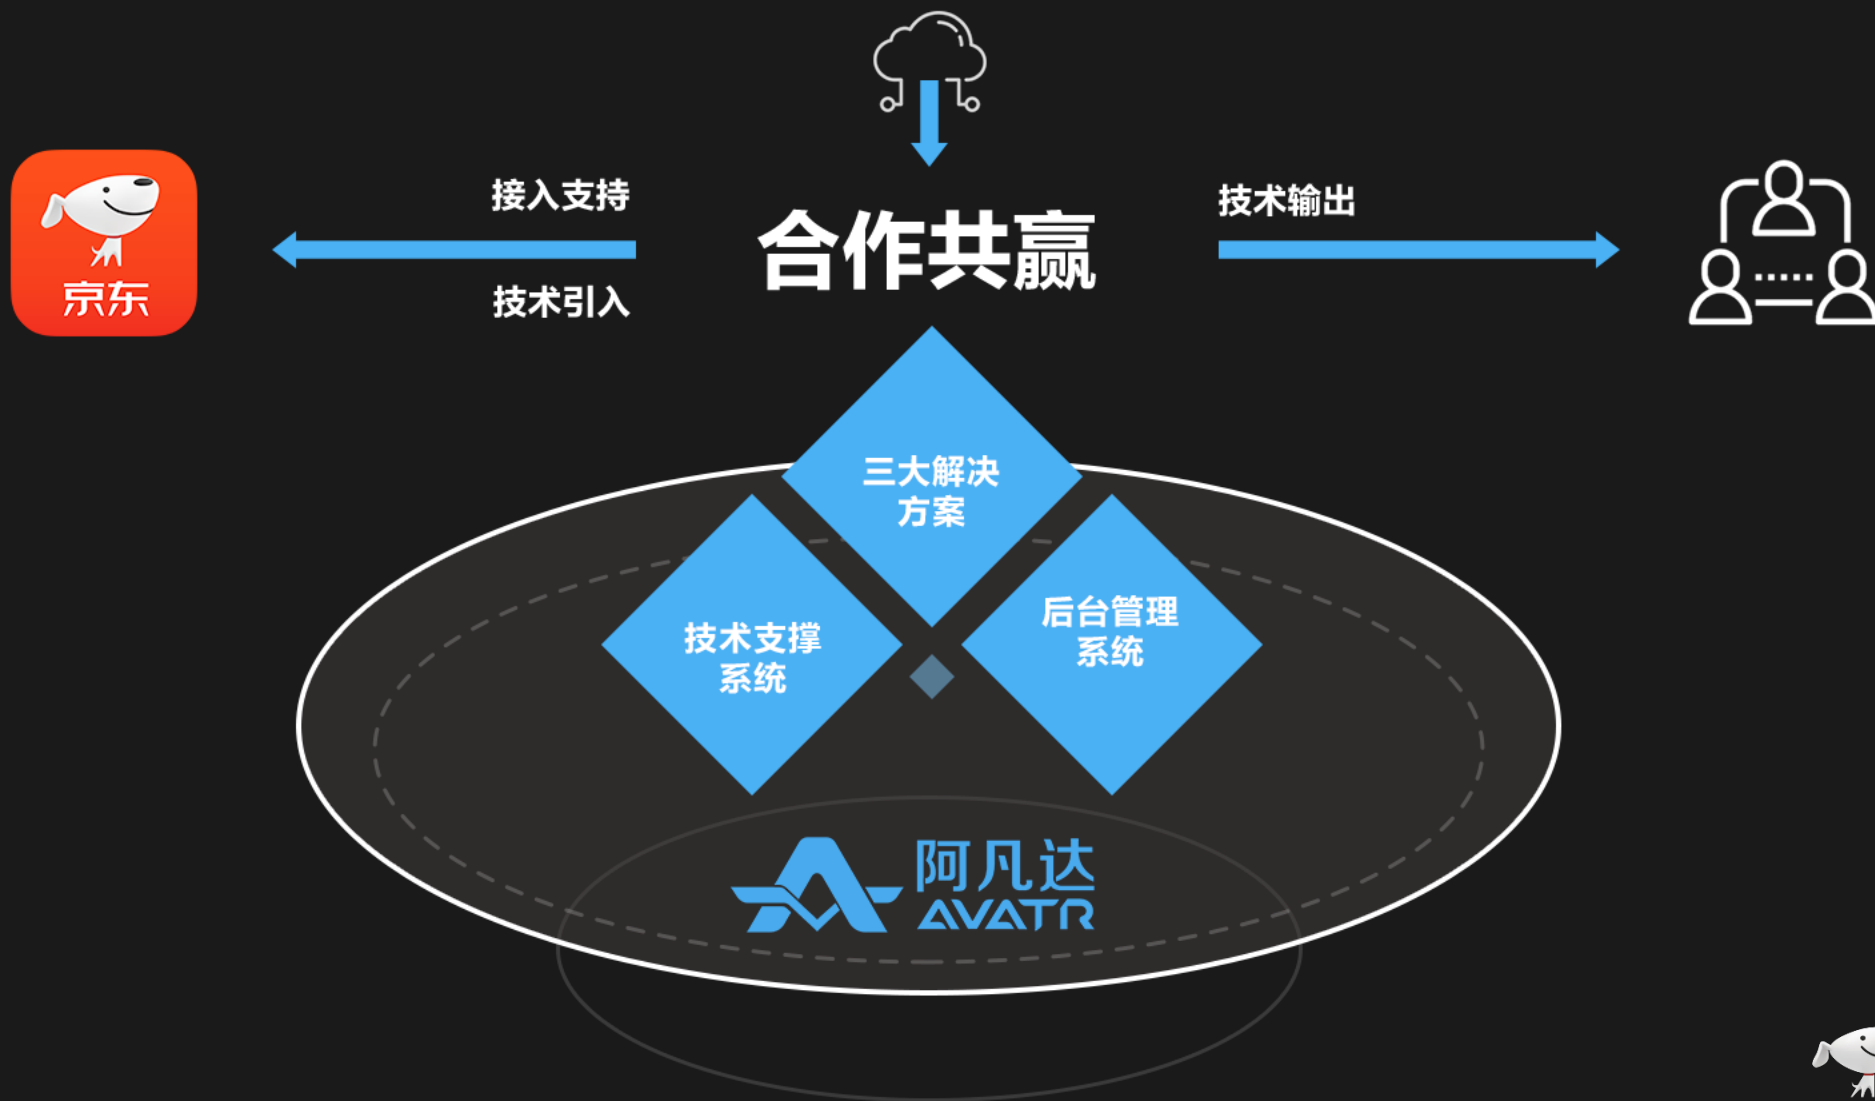 接入支持
技术引入
京东
合作共赢
技术输出
三大解决
方案
技术支撑
系统
后台管理
系统
阿凡达
AVATR